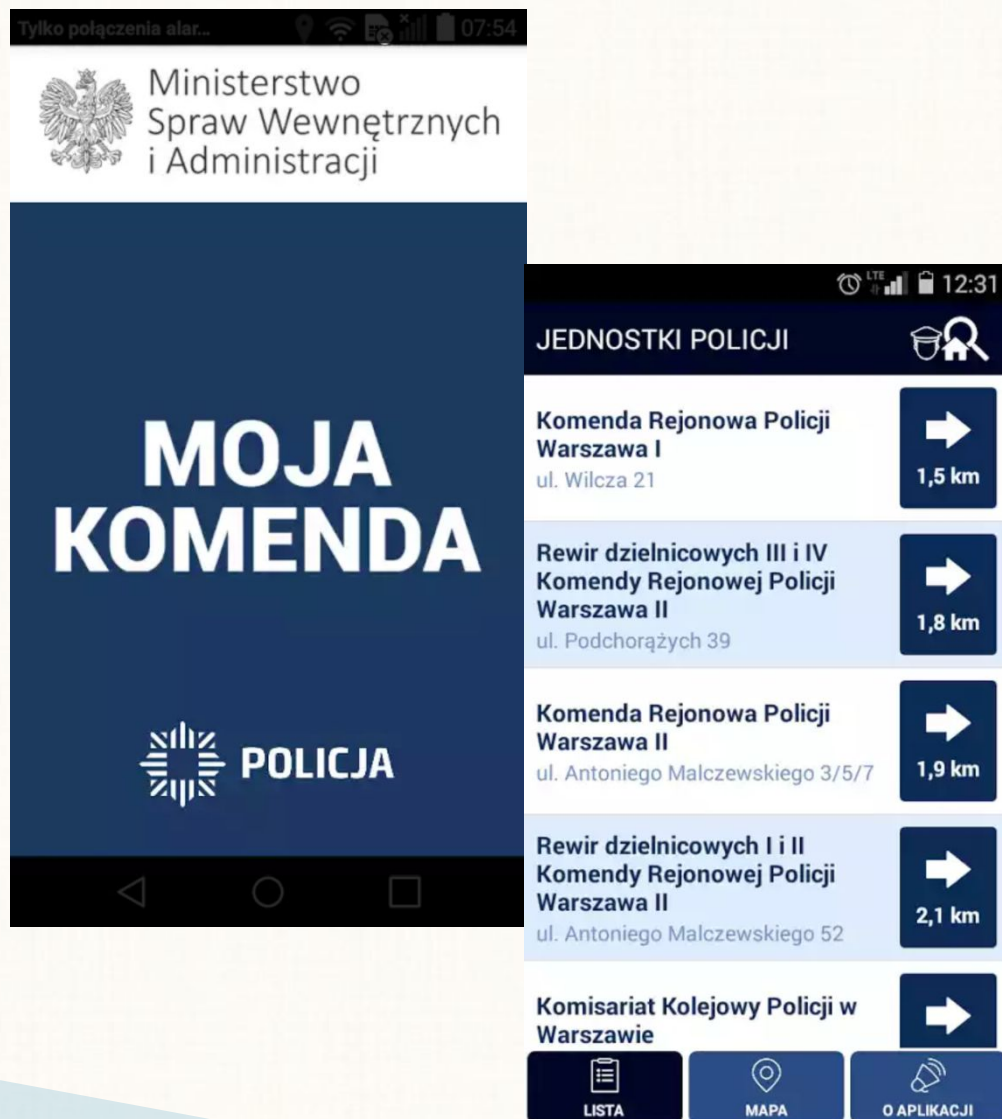 Tylko połączenia alar...
07:54
Ministerstwo
Spraw Wewnętrznych
i Administracji
MOJA
KOMENDA
POLICJA
LTE
12:31
JEDNOSTKI POLICJI
Komenda Rejonowa Policji
Warszawa I
ul. Wilcza 21
1,5 km
Rewir dzielnicowych III i IV
Komendy Rejonowej Policji
Warszawa II
ul. Podchorążych 39
1,8 km
Komenda Rejonowa Policji
Warszawa II
ul. Antoniego Malczewskiego 3/5/7
1,9 km
Rewir dzielnicowych I i II
Komendy Rejonowej Policji
Warszawa II
ul. Antoniego Malczewskiego 52
2,1 km
Komisariat Kolejowy Policji w
Warszawie
LISTA
MAPA
O APLIKACJI